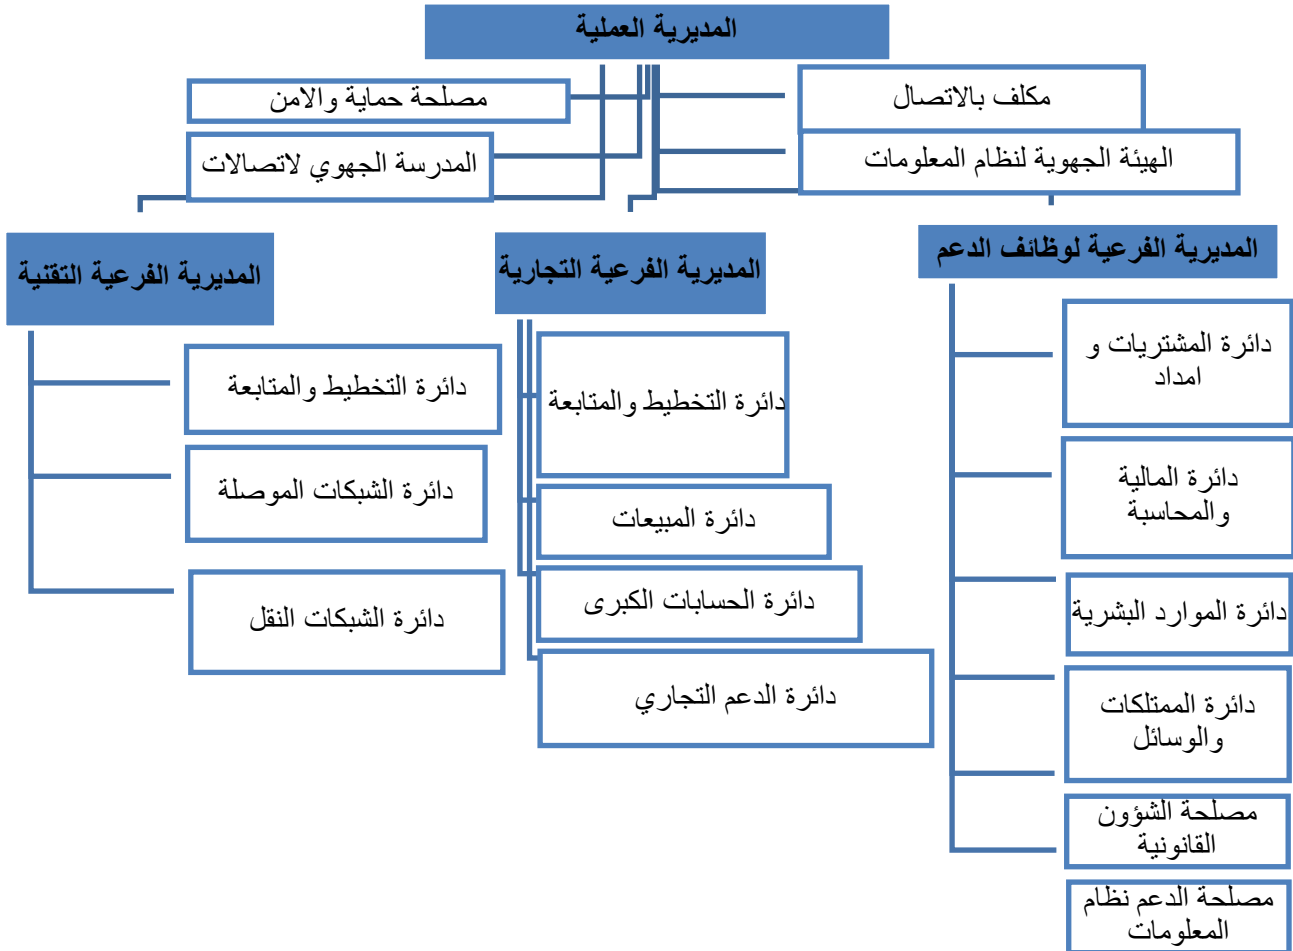 المديرية العملية
مكلف بالاتصال
مصلحة حماية والامن
الهيئة الجهوية لنظام المعلومات
المدرسة الجهوي لاتصالات
المديرية الفرعية لوظائف الدعم
دائرة المشتريات و
امداد
دائرة المالية
والمحاسبة
دائرة الموارد البشرية
دائرة الممتلكات
والوسائل
مصلحة الشؤون
القانونية
مصلحة الدعم نظام
المعلومات
المديرية الفرعية التجارية
دائرة التخطيط والمتابعة
دائرة المبيعات
دائرة الحسابات الكبرى
دائرة الدعم التجاري
المديرية الفرعية التقنية
دائرة التخطيط والمتابعة
دائرة الشبكات الموصلة
دائرة الشبكات النقل